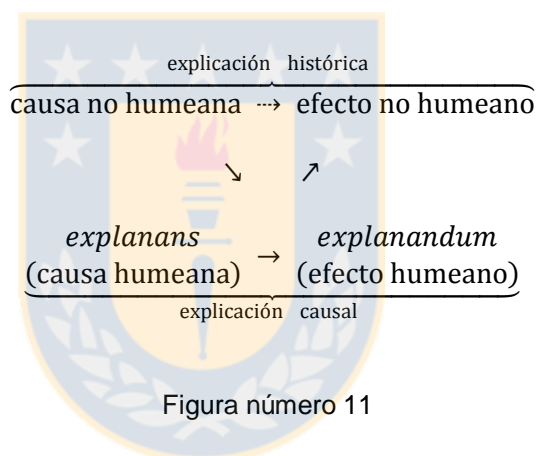 explicación histórica
causa no humeana ⤏ efecto no humeano
↘ ↗
explanans → explanandum
(causa humeana) (efecto humeano)
explicación causal
Figura número 11